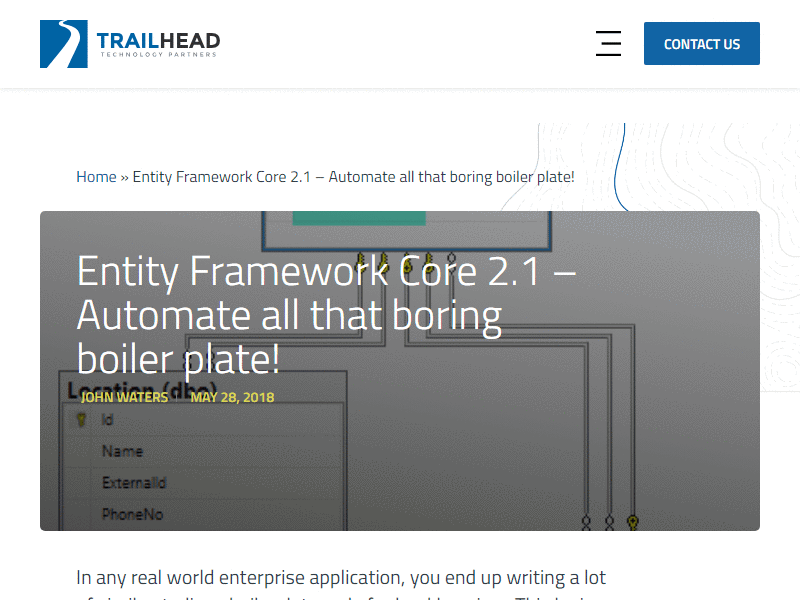 TRAILHEAD
TECHNOLOGY PARTNERS
CONTACT US
Home » Entity Framework Core 2.1 – Automate all that boring boiler plate!
Entity Framework Core 2.1 –
Automate all that boring
boiler plate!
Location (dbo)
JOHN WATERS MAY 28, 2018
Id
Name
ExternalId
PhoneNo
In any real world enterprise application, you end up writing a lot